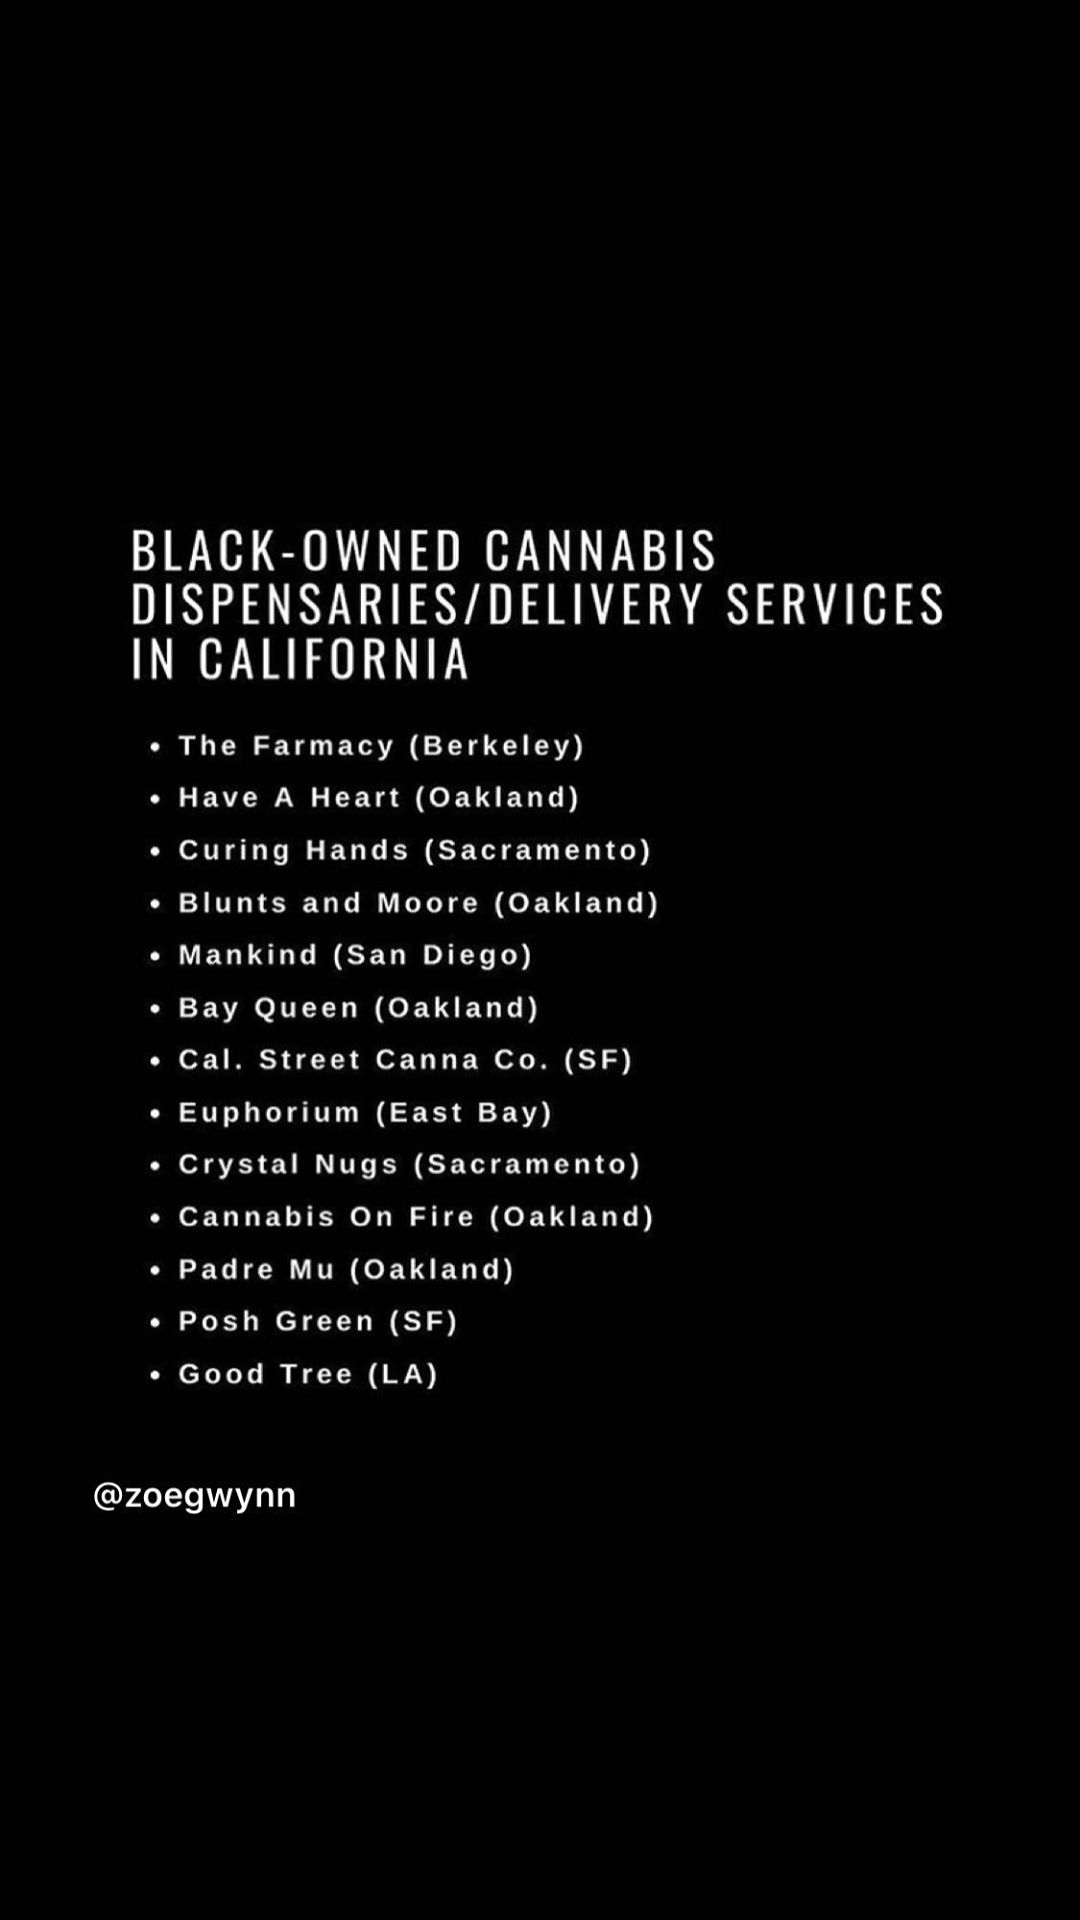 BLACK-OWNED CANNABIS
DISPENSARIES/DELIVERY SERVICES
IN CALIFORNIA
• The Farmacy (Berkeley)
• Have A Heart (Oakland)
• Curing Hands (Sacramento)
• Blunts and Moore (Oakland)
• Mankind (San Diego)
• Bay Queen (Oakland)
• Cal. Street Canna Co. (SF)
• Euphorium (East Bay)
• Crystal Nugs (Sacramento)
• Cannabis On Fire (Oakland)
• Padre Mu (Oakland)
• Posh Green (SF)
• Good Tree (LA)
@zoegwynn